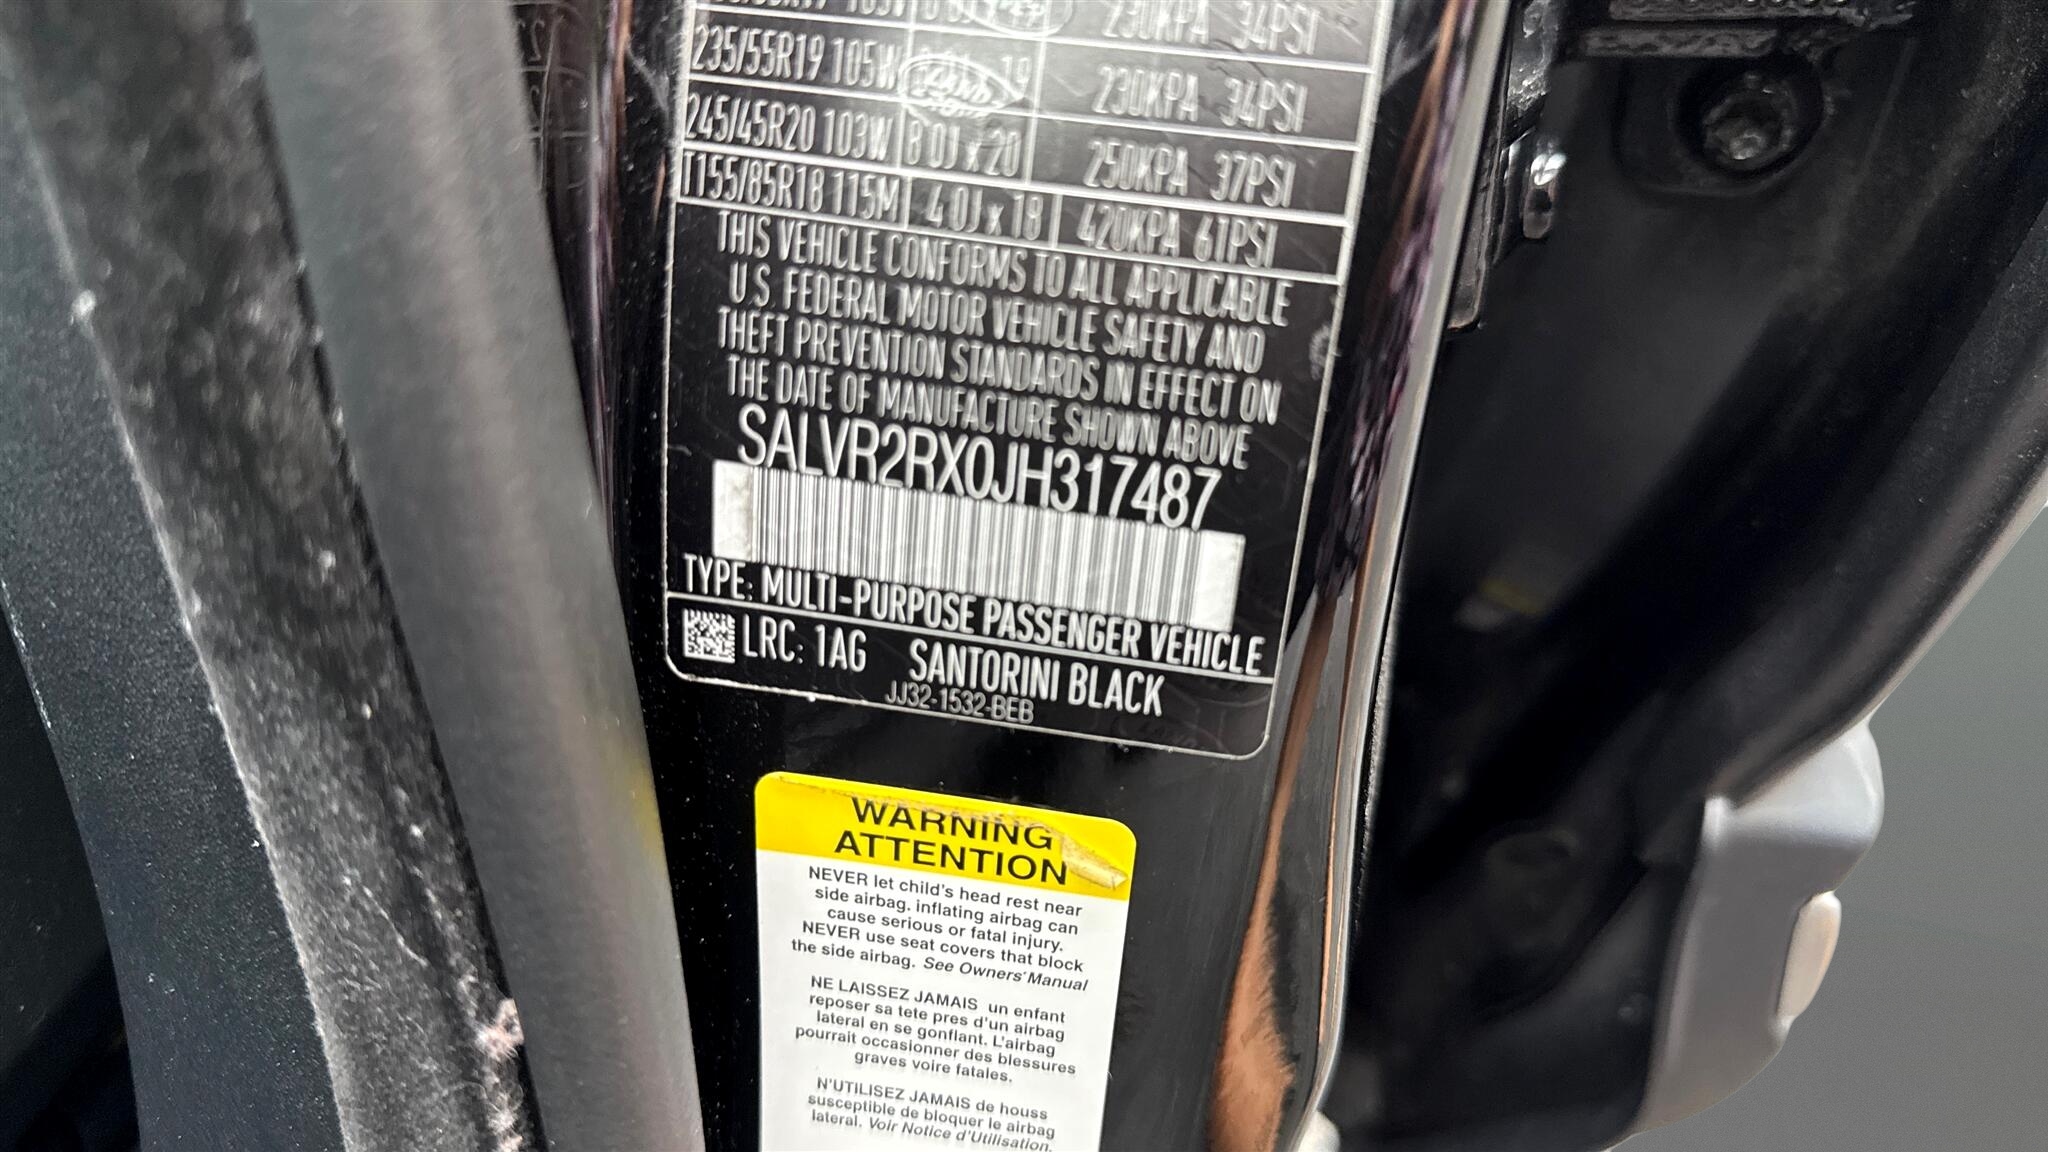 230KPA 34PSI
235/55R19 105W 19 230KPA 34PSI
245/45R20 103W 8.0J x 20 250KPA 37PSI
T155/85R18 115M 4.0J x 18 420KPA 61PSI
THIS VEHICLE CONFORMS TO ALL APPLICABLE
U.S. FEDERAL MOTOR VEHICLE SAFETY AND
THEFT PREVENTION STANDARDS IN EFFECT ON
THE DATE OF MANUFACTURE SHOWN ABOVE
SALVR2RX0JH317487
TYPE: MULTI-PURPOSE PASSENGER VEHICLE
LRC: 1AG SANTORINI BLACK
JJ32-1532-BEB
WARNING
ATTENTION
NEVER let child's head rest near
side airbag. inflating airbag can
cause serious or fatal injury.
NEVER use seat covers that block
the side airbag. See Owners' Manual
NE LAISSEZ JAMAIS un enfant
reposer sa tete pres d'un airbag
lateral en se gonflant. L'airbag
pourrait occasionner des blessures
graves voire fatales.
N'UTILISEZ JAMAIS de houss
susceptible de bloquer le airbag
lateral. Voir Notice d'Utilisation.